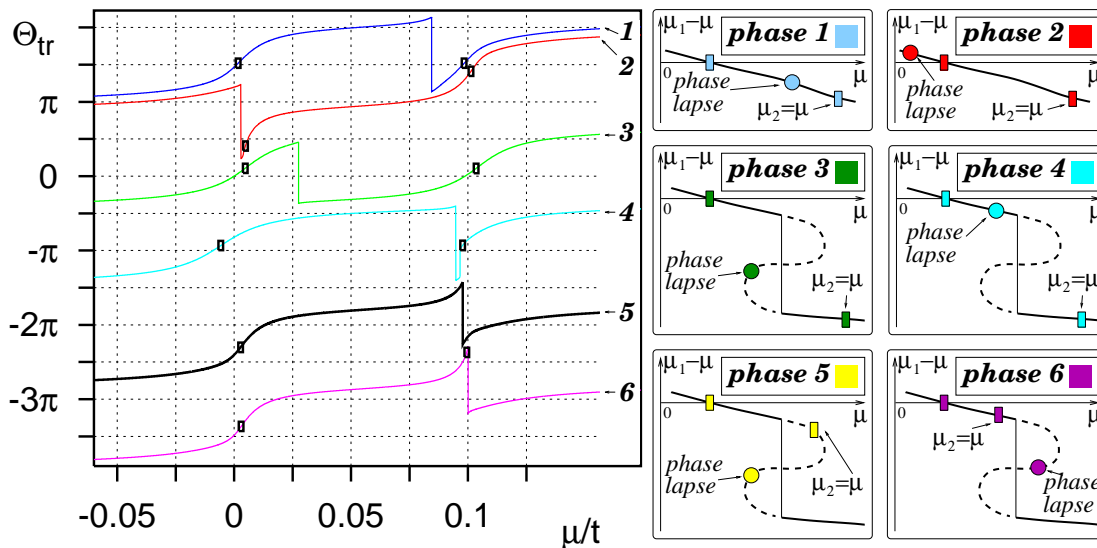 Θtr
π
0
-π
-2π
-3π
-0.05
0
0.05
0.1
μ/t
1
2
3
4
5
6
μ₁−μ
phase 1
0
μ
phase
lapse
μ₂=μ
μ₁−μ
phase 2
0
μ
phase
lapse
μ₂=μ
μ₁−μ
phase 3
0
μ
phase
lapse
μ₂=μ
μ₁−μ
phase 4
0
μ
phase
lapse
μ₂=μ
μ₁−μ
phase 5
0
μ
phase
lapse
μ₂=μ
μ₁−μ
phase 6
0
μ
μ₂=μ
phase
lapse